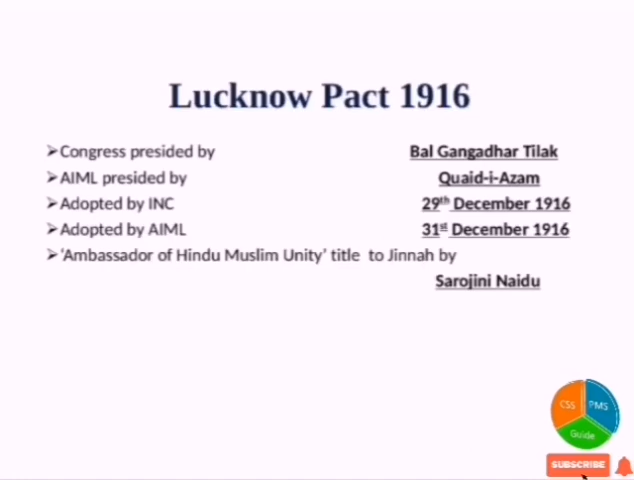 Lucknow Pact 1916
➢Congress presided by Bal Gangadhar Tilak
➢AIML presided by Quaid-i-Azam
➢Adopted by INC 29th December 1916
➢Adopted by AIML 31st December 1916
➢‘Ambassador of Hindu Muslim Unity’ title to Jinnah by
Sarojini Naidu
CSS PMS
Guide
SUBSCRIBE